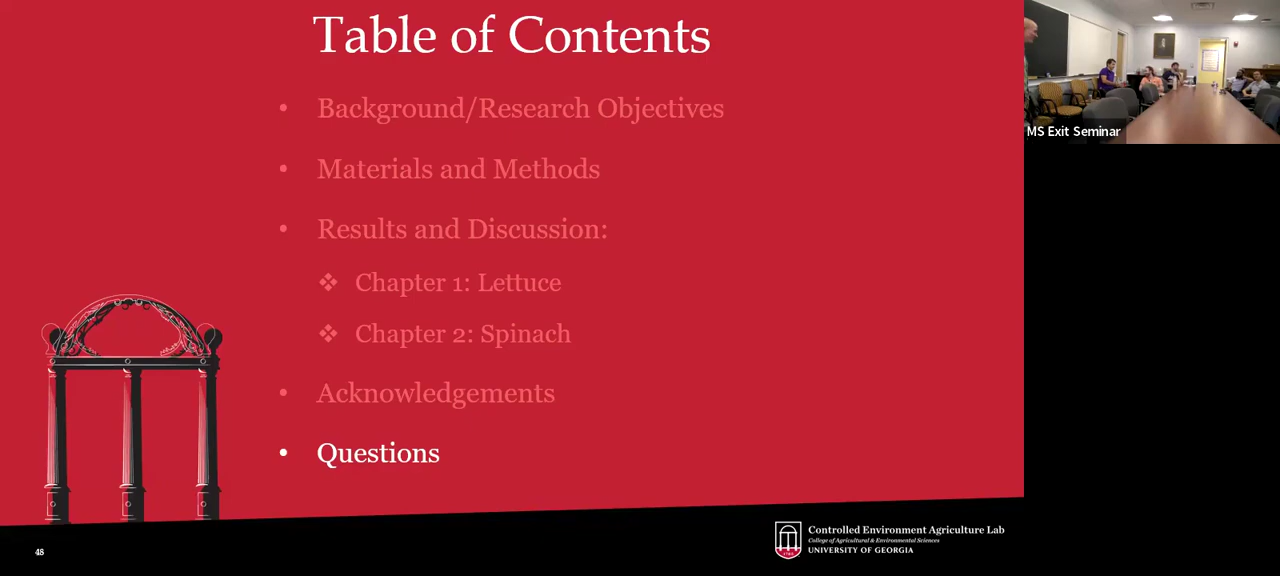 Table of Contents
• Background/Research Objectives
• Materials and Methods
• Results and Discussion:
❖ Chapter 1: Lettuce
❖ Chapter 2: Spinach
• Acknowledgements
• Questions
MS Exit Seminar
48
Controlled Environment Agriculture Lab
College of Agricultural & Environmental Sciences
UNIVERSITY OF GEORGIA
1785